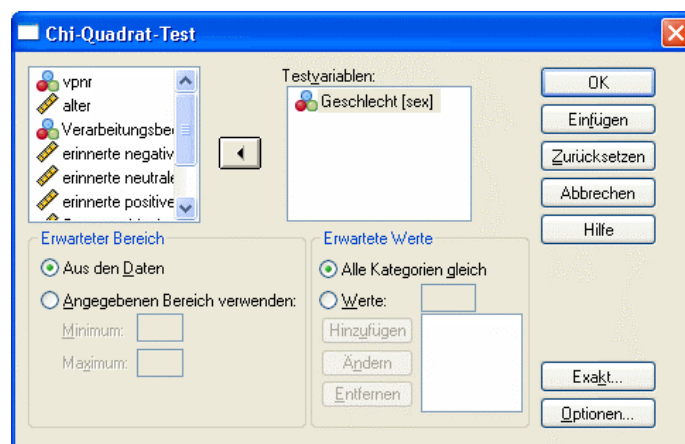 Chi-Quadrat-Test
vpnr
alter
Verarbeitungsbe
erinnerte negativ
erinnerte neutrale
erinnerte positive
Testvariablen:
Geschlecht [sex]
OK
Einfügen
Zurücksetzen
Abbrechen
Hilfe
Erwarteter Bereich
Aus den Daten
Angegebenen Bereich verwenden:
Minimum:
Maximum:
Erwartete Werte
Alle Kategorien gleich
Werte:
Hinzufügen
Ändern
Entfernen
Exakt...
Optionen...